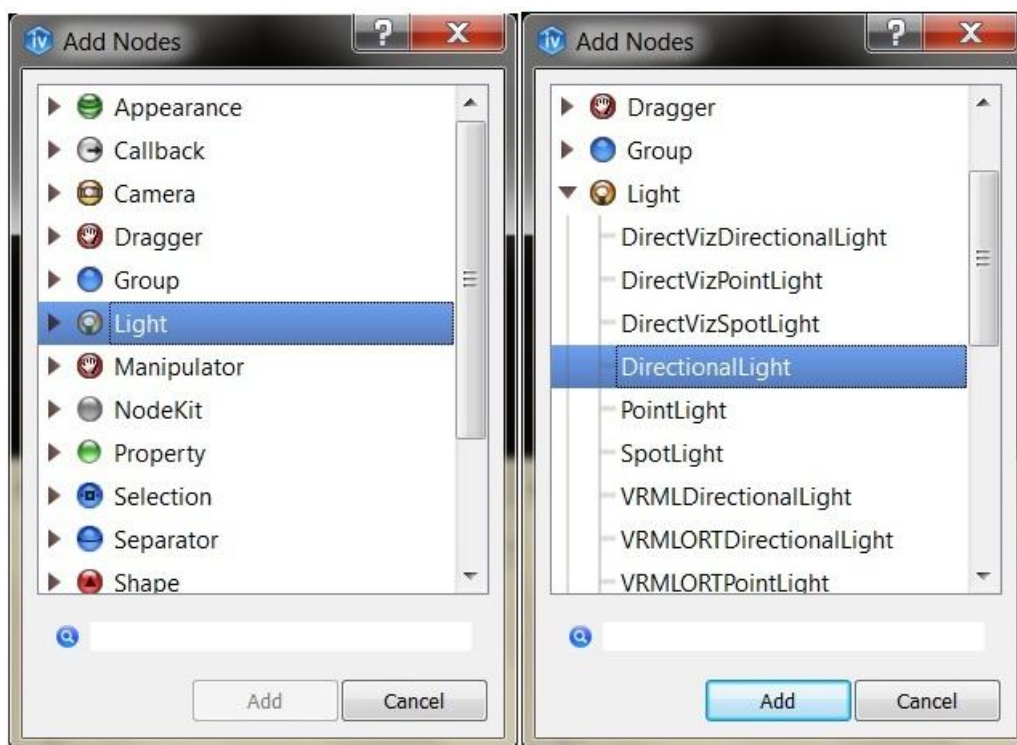 Add Nodes
Appearance
Callback
Camera
Dragger
Group
Light
Manipulator
NodeKit
Property
Selection
Separator
Shape
Add
Cancel
Add Nodes
Dragger
Group
Light
DirectVizDirectionalLight
DirectVizPointLight
DirectVizSpotLight
DirectionalLight
PointLight
SpotLight
VRMLDirectionalLight
VRMLORTDirectionalLight
VRMLORTPointLight
Add
Cancel